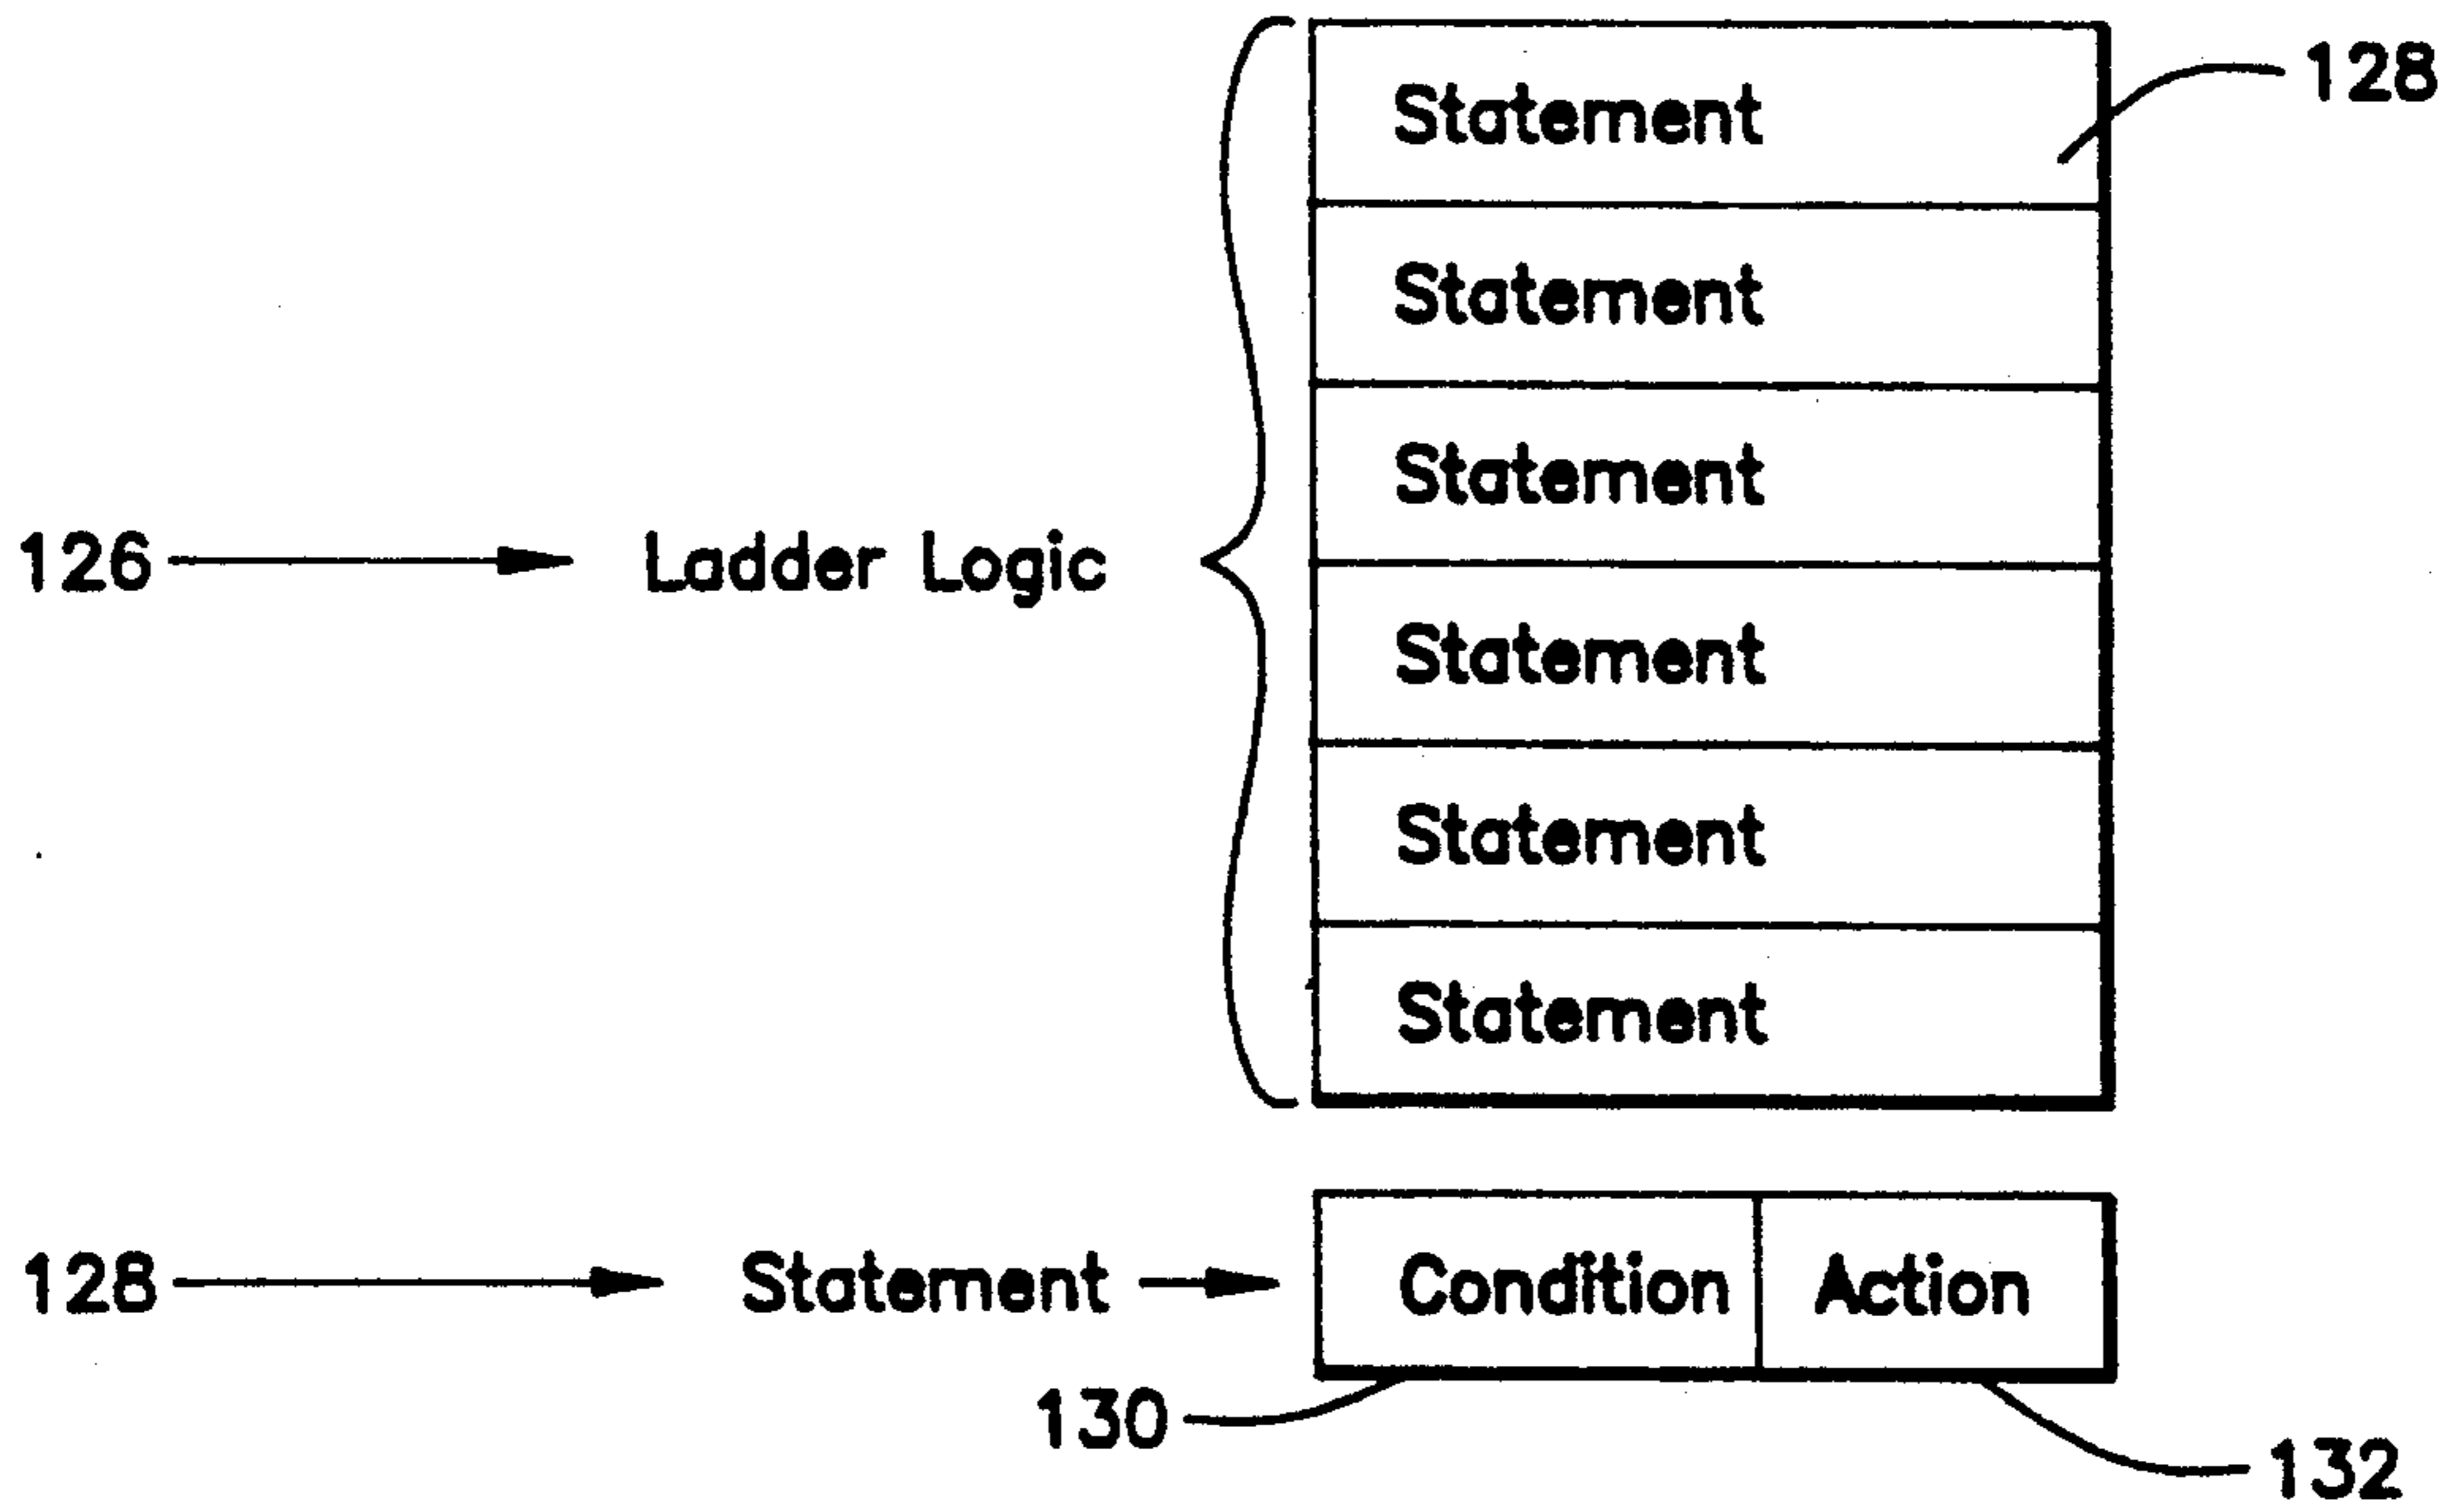 Statement
128
Statement
Statement
126
Ladder Logic
Statement
Statement
Statement
128
Statement
Condition
Action
130
132